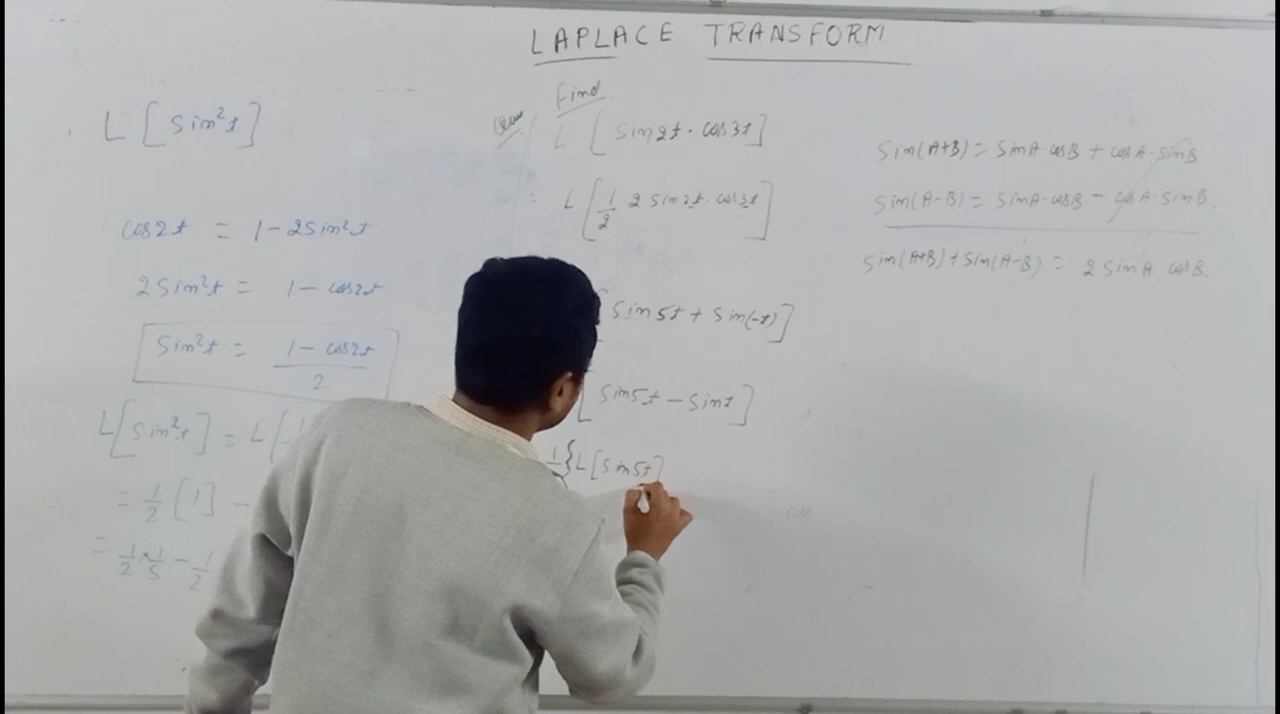 LAPLACE TRANSFORM
L [ Sin²t ]
cos2t = 1 - 2Sin²t
2Sin²t = 1 - cos2t
Sin²t = (1 - cos2t)/2
L[Sin²t] = L[
= 1/2 [1] -
= 1/2 × 1/s - 1/2
Find
L [ Sin2t · cos3t ]
L [ 1/2 2 Sin2t · cos3t ]
[ Sin5t + Sin(-t) ]
[ Sin5t - Sint ]
1/2 { L[Sin5t]
Sin(A+B) = SinA·cosB + cosA·SinB
Sin(A-B) = SinA·cosB - cosA·SinB
Sin(A+B) + Sin(A-B) = 2 SinA·cosB.